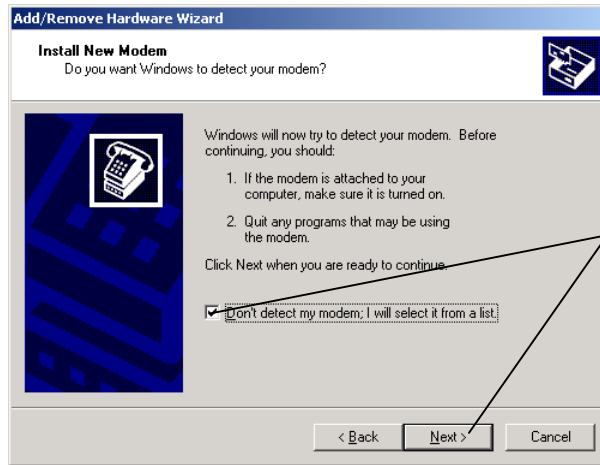 Add/Remove Hardware Wizard
Install New Modem
Do you want Windows to detect your modem?
Windows will now try to detect your modem. Before
continuing, you should:
1. If the modem is attached to your
computer, make sure it is turned on.
2. Quit any programs that may be using
the modem.
Click Next when you are ready to continue.
Don't detect my modem; I will select it from a list.
< Back
Next >
Cancel